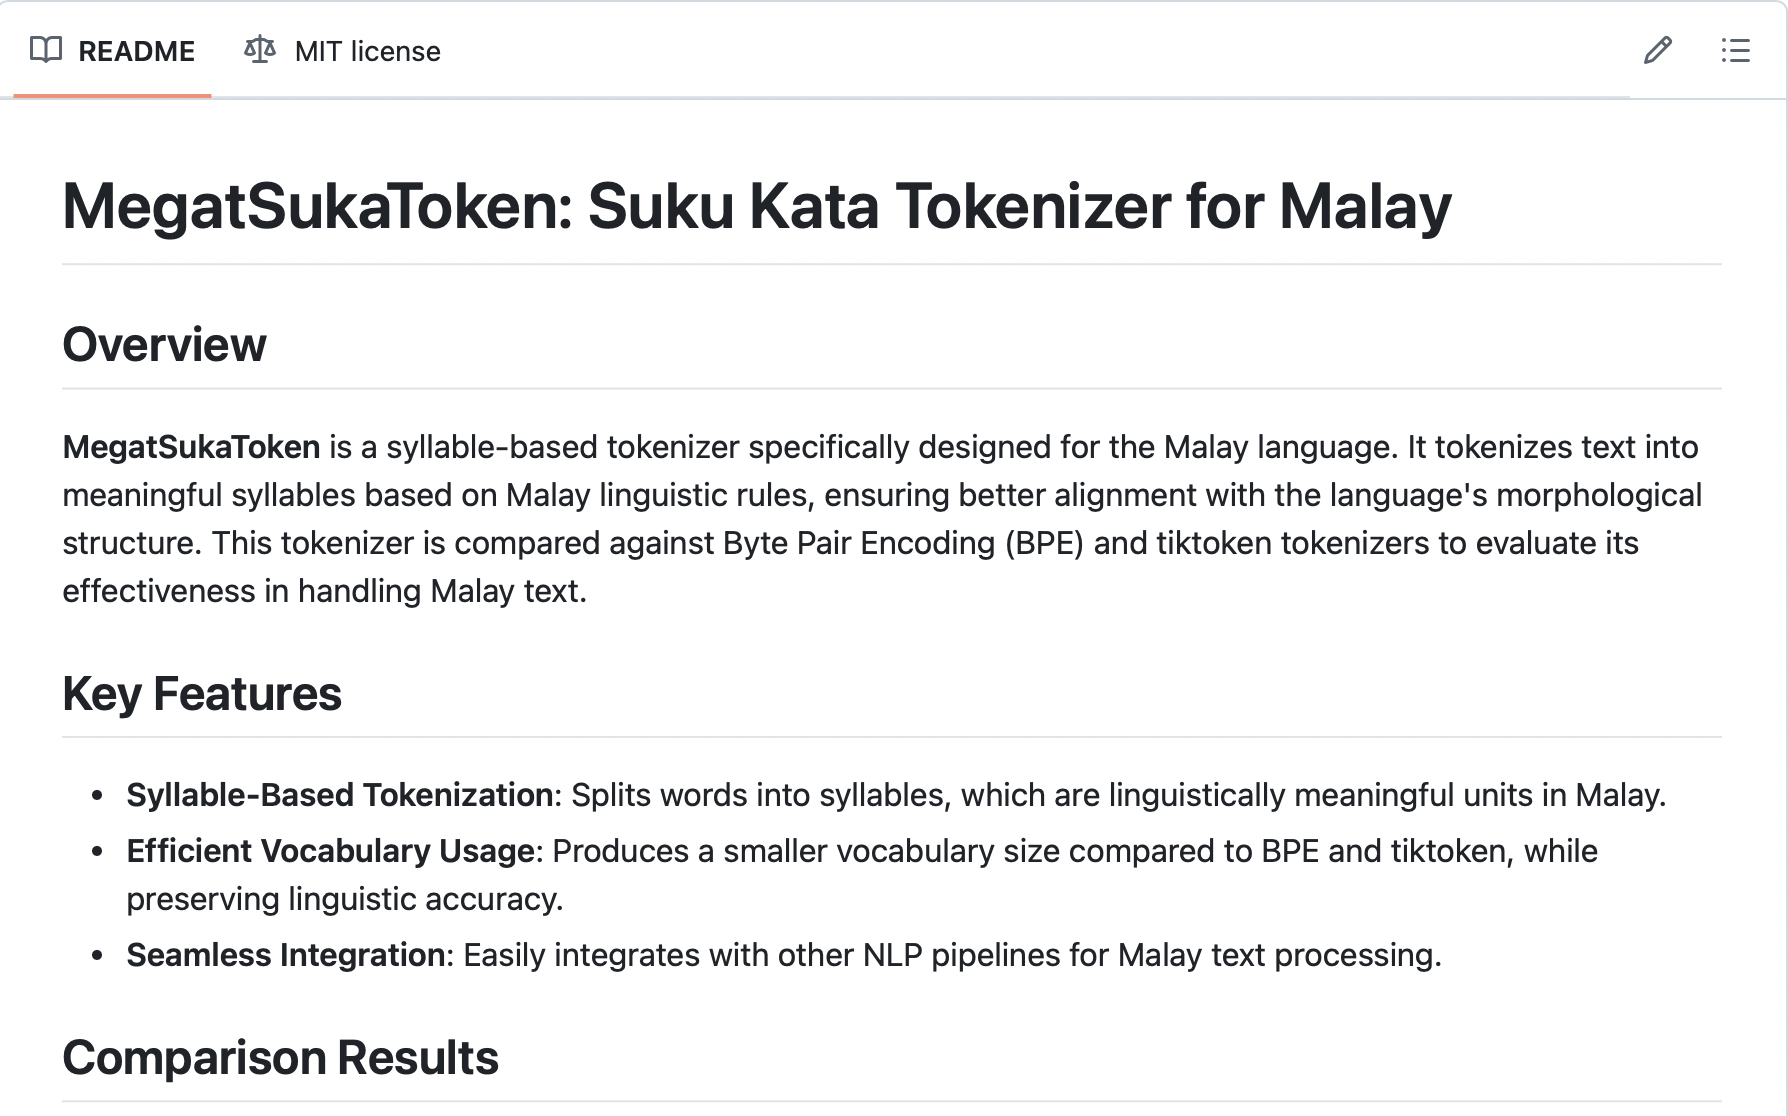 README
MIT license
MegatSukaToken: Suku Kata Tokenizer for Malay
Overview
MegatSukaToken is a syllable-based tokenizer specifically designed for the Malay language. It tokenizes text into
meaningful syllables based on Malay linguistic rules, ensuring better alignment with the language's morphological
structure. This tokenizer is compared against Byte Pair Encoding (BPE) and tiktoken tokenizers to evaluate its
effectiveness in handling Malay text.
Key Features
• Syllable-Based Tokenization: Splits words into syllables, which are linguistically meaningful units in Malay.
• Efficient Vocabulary Usage: Produces a smaller vocabulary size compared to BPE and tiktoken, while
preserving linguistic accuracy.
• Seamless Integration: Easily integrates with other NLP pipelines for Malay text processing.
Comparison Results